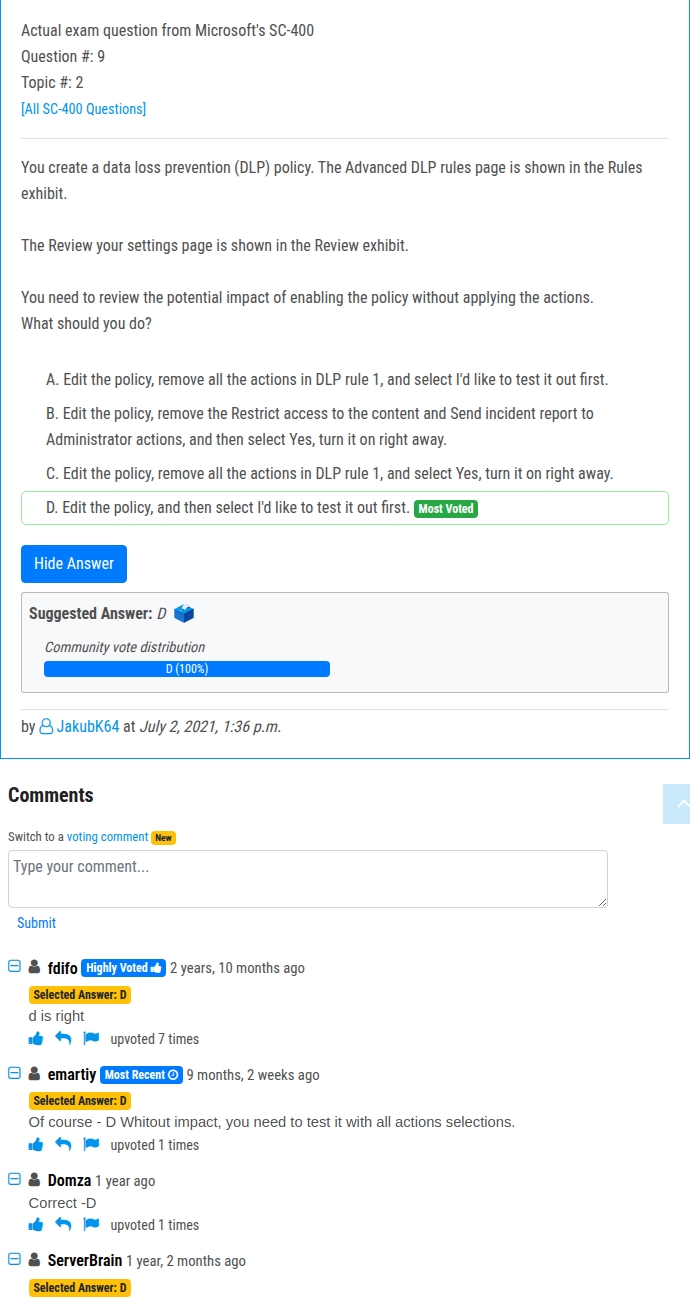 Actual exam question from Microsoft's SC-400
Question #: 9
Topic #: 2
[All SC-400 Questions]
You create a data loss prevention (DLP) policy. The Advanced DLP rules page is shown in the Rules
exhibit.
The Review your settings page is shown in the Review exhibit.
You need to review the potential impact of enabling the policy without applying the actions.
What should you do?
A. Edit the policy, remove all the actions in DLP rule 1, and select I'd like to test it out first.
B. Edit the policy, remove the Restrict access to the content and Send incident report to
Administrator actions, and then select Yes, turn it on right away.
C. Edit the policy, remove all the actions in DLP rule 1, and select Yes, turn it on right away.
D. Edit the policy, and then select I'd like to test it out first. Most Voted
Hide Answer
Suggested Answer: D
Community vote distribution
D (100%)
by JakubK64 at July 2, 2021, 1:36 p.m.
Comments
Switch to a voting comment New
Type your comment...
Submit
fdifo Highly Voted 2 years, 10 months ago
Selected Answer: D
d is right
upvoted 7 times
emartiy Most Recent 9 months, 2 weeks ago
Selected Answer: D
Of course - D Whitout impact, you need to test it with all actions selections.
upvoted 1 times
Domza 1 year ago
Correct -D
upvoted 1 times
ServerBrain 1 year, 2 months ago
Selected Answer: D